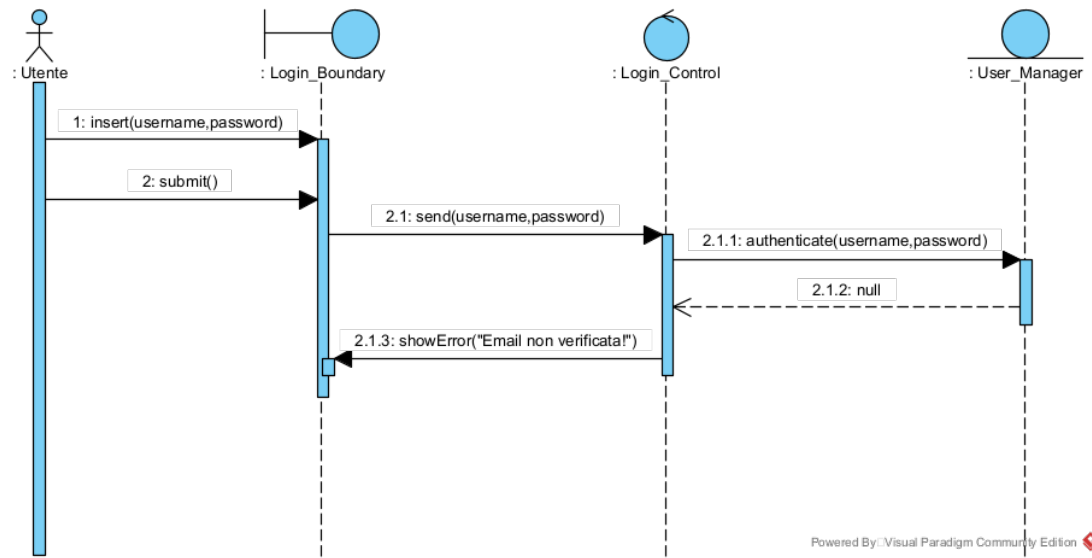 : Utente
: Login_Boundary
: Login_Control
: User_Manager
1: insert(username,password)
2: submit()
2.1: send(username,password)
2.1.1: authenticate(username,password)
2.1.2: null
2.1.3: showError("Email non verificata!")
Powered By Visual Paradigm Community Edition